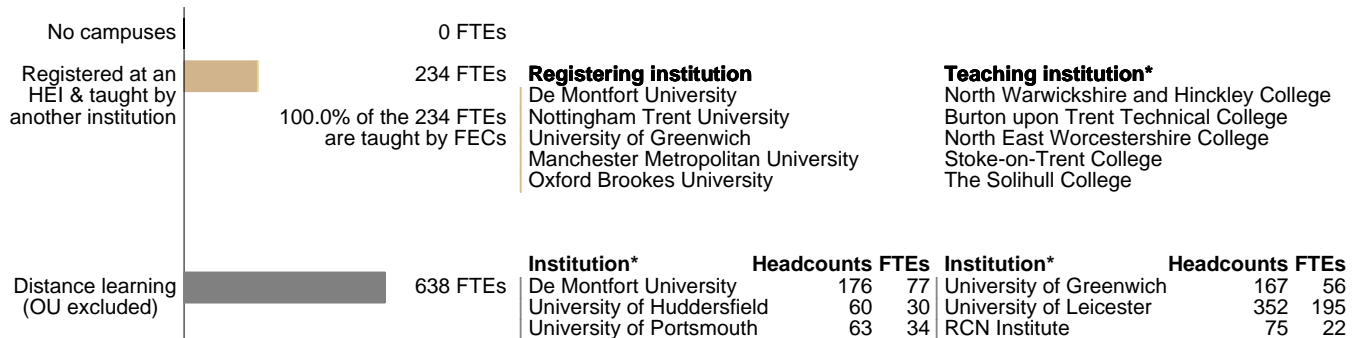 No campuses 0 FTEs
Registered at an HEI & taught by another institution
234 FTEs
100.0% of the 234 FTEs are taught by FECs
Registering institution Teaching institution*
De Montfort University North Warwickshire and Hinckley College
Nottingham Trent University Burton upon Trent Technical College
University of Greenwich North East Worcestershire College
Manchester Metropolitan University Stoke-on-Trent College
Oxford Brookes University The Solihull College
Distance learning (OU excluded)
638 FTEs
Institution* Headcounts FTEs Institution* Headcounts FTEs
De Montfort University 176 77 University of Greenwich 167 56
University of Huddersfield 60 30 University of Leicester 352 195
University of Portsmouth 63 34 RCN Institute 75 22